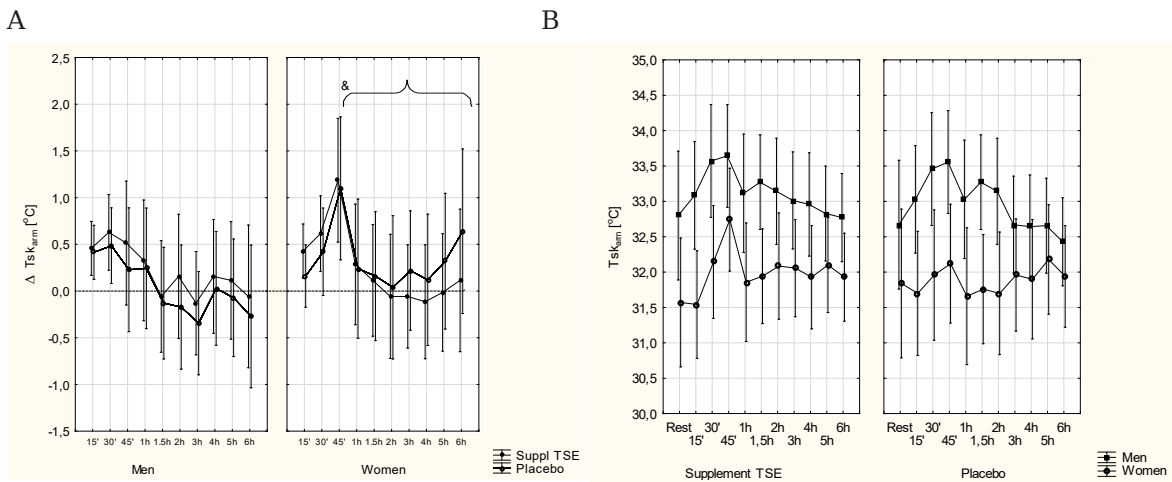 A
B
Δ Tsk arm [°C]
2,5
2,0
1,5
1,0
0,5
0,0
-0,5
-1,0
-1,5
&
15' 30' 45' 1h 1.5h 2h 3h 4h 5h 6h
Men
15' 30' 45' 1h 1.5h 2h 3h 4h 5h 6h
Women
Suppl TSE
Placebo
Tsk arm [°C]
35,0
34,5
34,0
33,5
33,0
32,5
32,0
31,5
31,0
30,5
30,0
Rest 30' 1h 2h 4h 6h
15' 45' 1,5h 3h 5h
Supplement TSE
Rest 30' 1h 2h 4h 6h
15' 45' 1,5h 3h 5h
Placebo
Men
Women